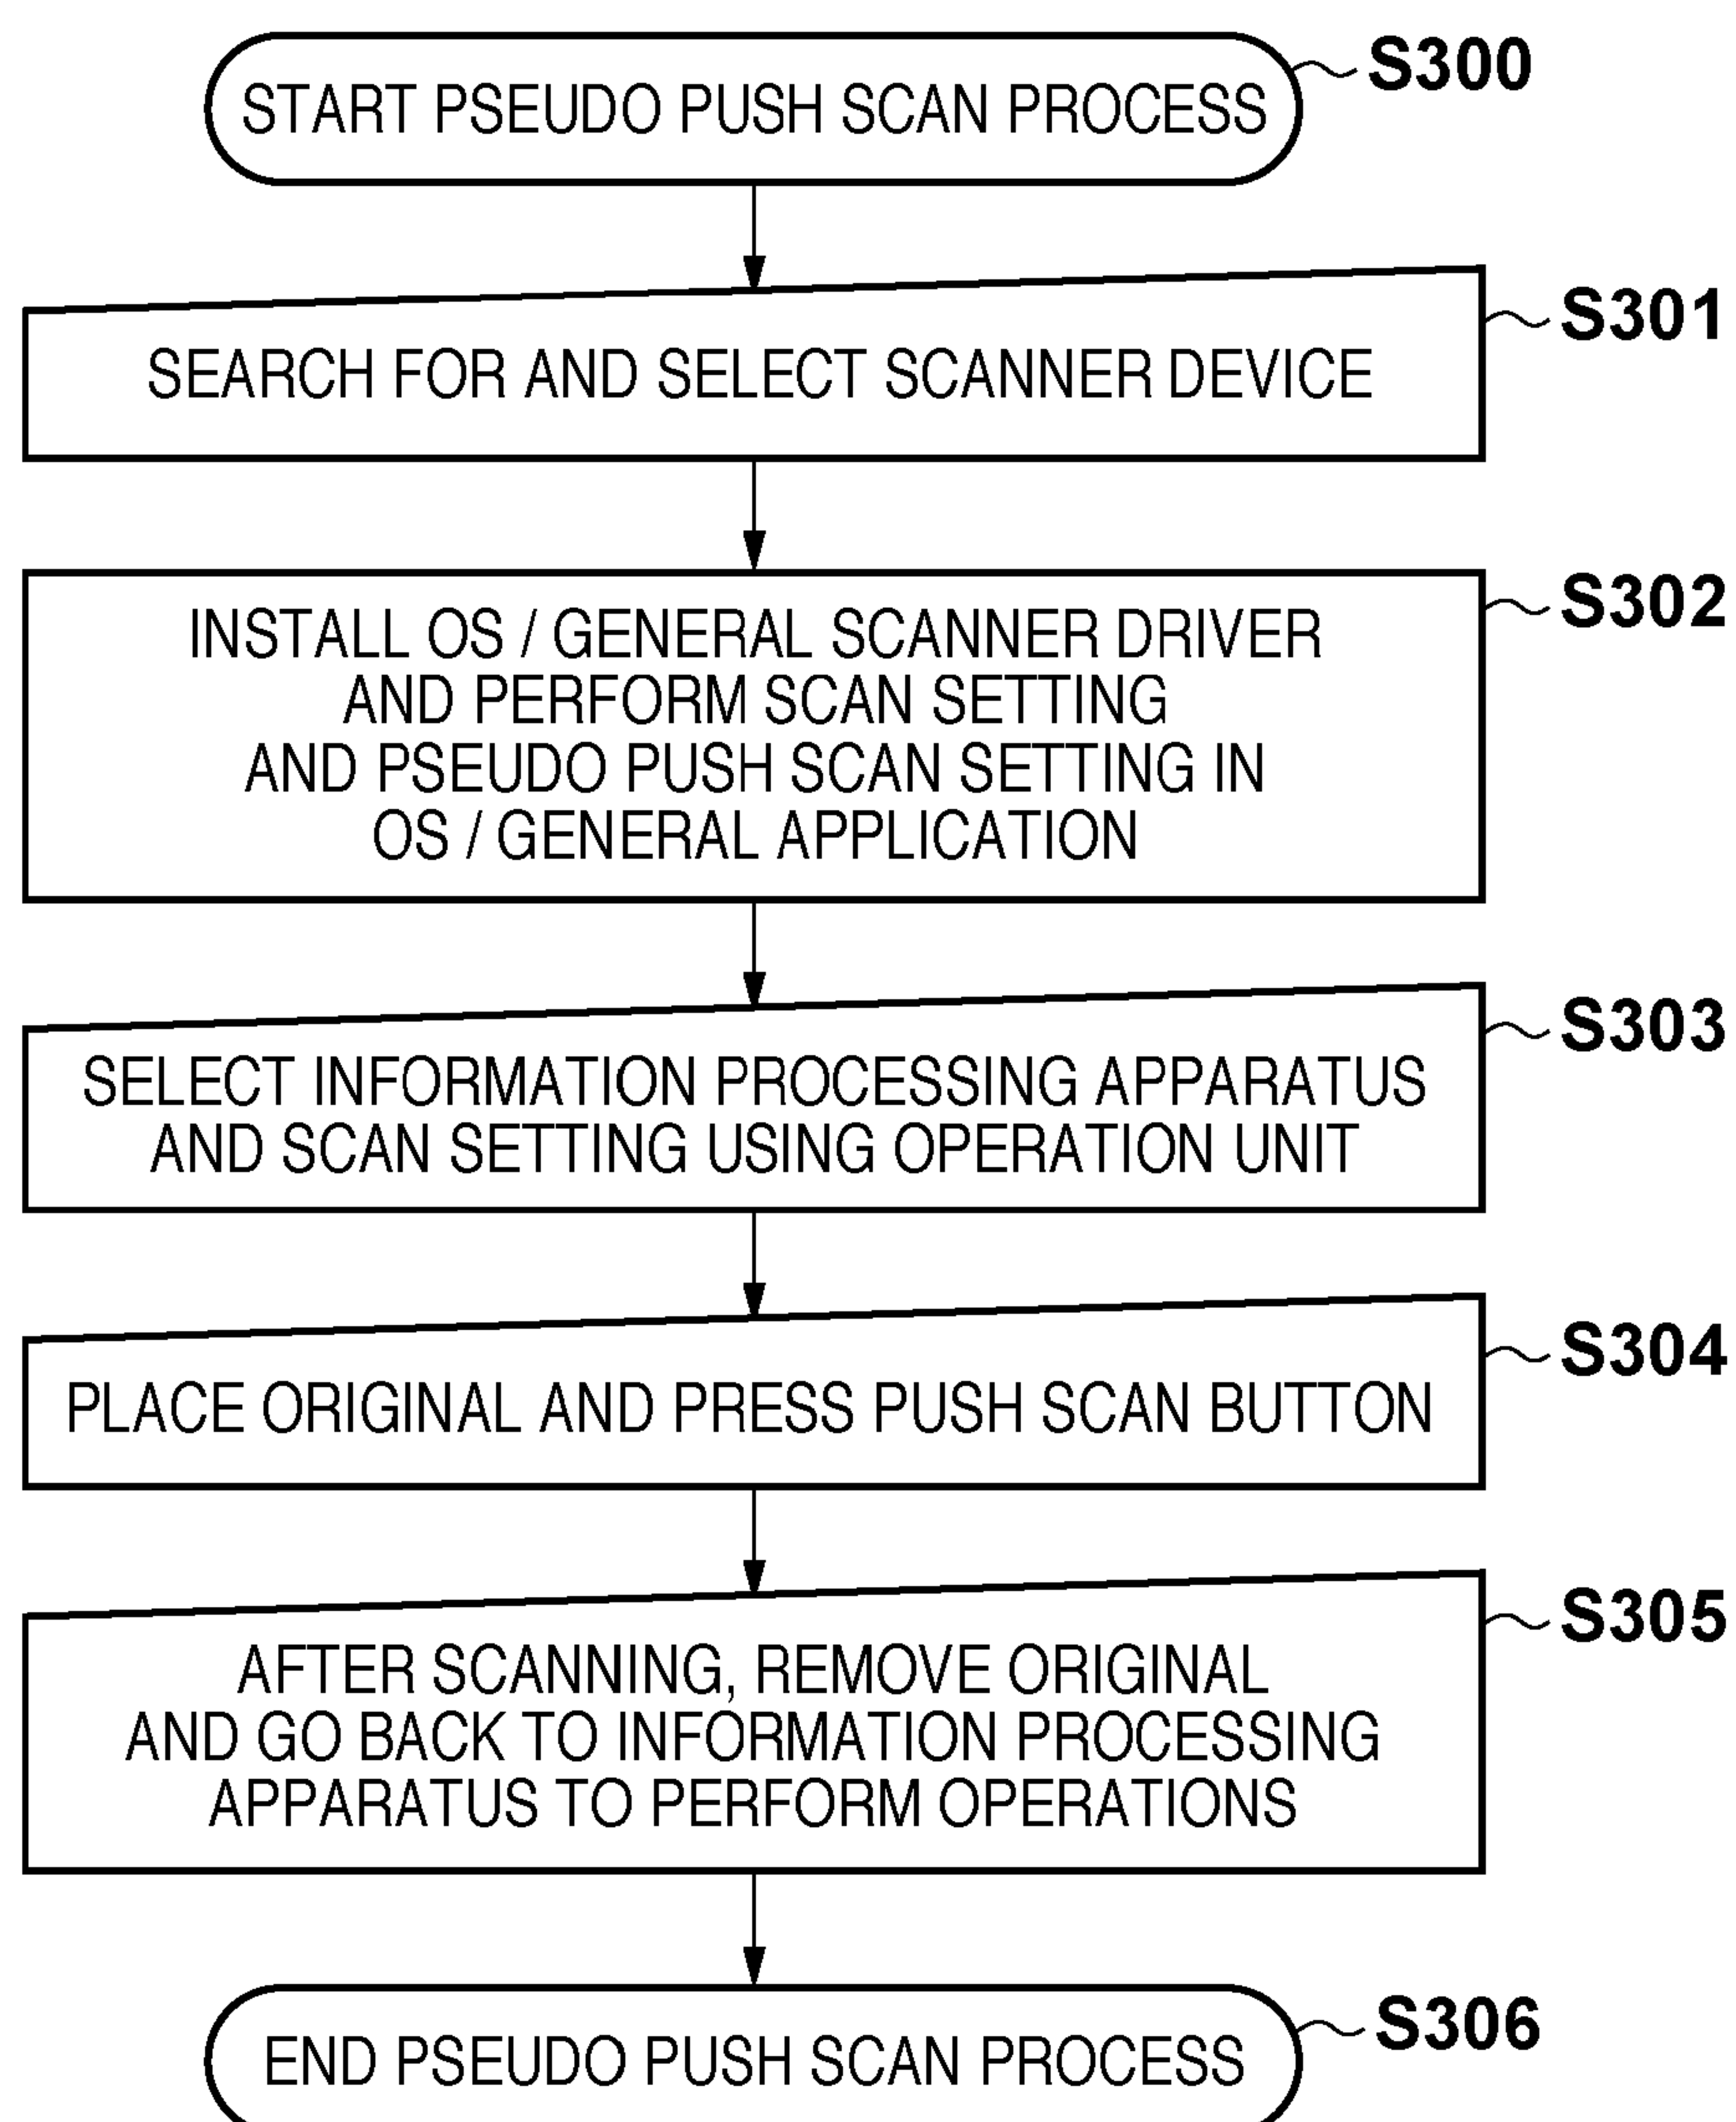 START PSEUDO PUSH SCAN PROCESS
S300
SEARCH FOR AND SELECT SCANNER DEVICE
S301
INSTALL OS / GENERAL SCANNER DRIVER
AND PERFORM SCAN SETTING
AND PSEUDO PUSH SCAN SETTING IN
OS / GENERAL APPLICATION
S302
SELECT INFORMATION PROCESSING APPARATUS
AND SCAN SETTING USING OPERATION UNIT
S303
PLACE ORIGINAL AND PRESS PUSH SCAN BUTTON
S304
AFTER SCANNING, REMOVE ORIGINAL
AND GO BACK TO INFORMATION PROCESSING
APPARATUS TO PERFORM OPERATIONS
S305
END PSEUDO PUSH SCAN PROCESS
S306